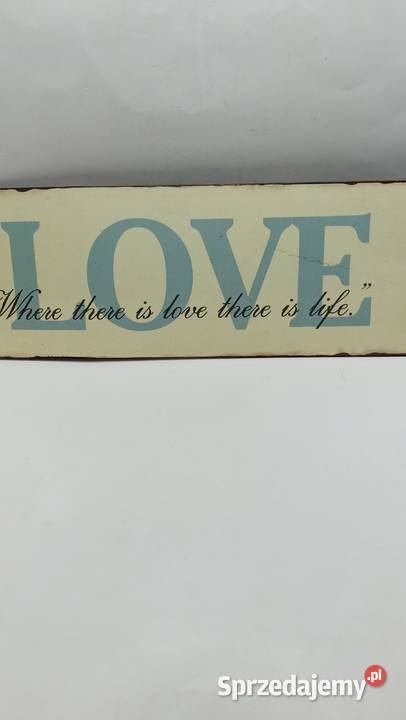 LOVE
"Where there is love there is life."
Sprzedajemy.pl